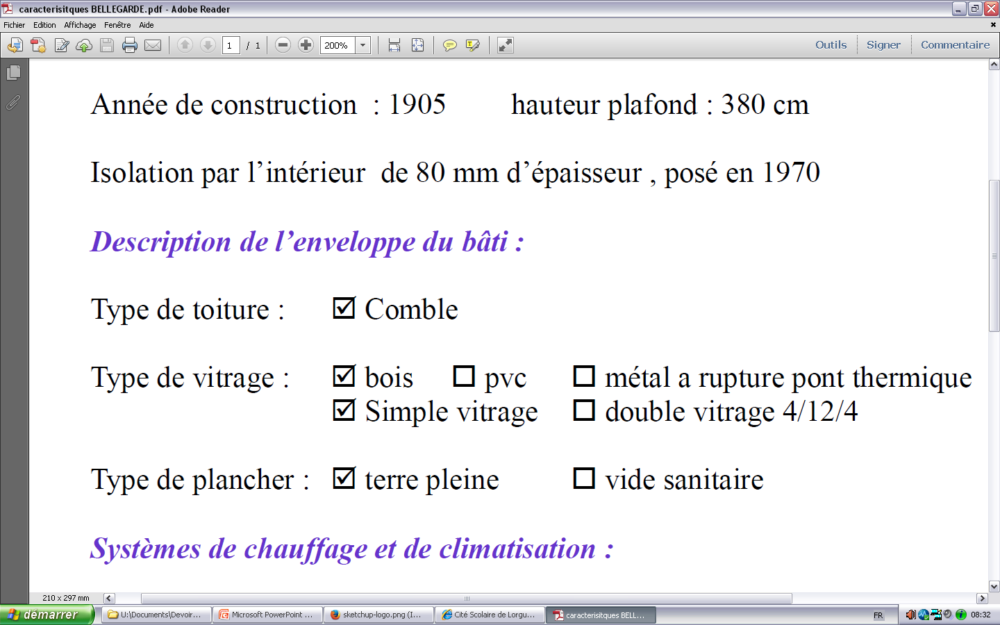 caracterisitques BELLEGARDE.pdf - Adobe Reader
Fichier Edition Affichage Fenêtre Aide
1 / 1 200% Outils Signer Commentaire
Année de construction : 1905 hauteur plafond : 380 cm
Isolation par l’intérieur de 80 mm d’épaisseur , posé en 1970
Description de l’enveloppe du bâti :
Type de toiture : ☑ Comble
Type de vitrage : ☑ bois ☐ pvc ☐ métal a rupture pont thermique
☑ Simple vitrage ☐ double vitrage 4/12/4
Type de plancher : ☑ terre pleine ☐ vide sanitaire
Systèmes de chauffage et de climatisation :
210 x 297 mm
démarrer U:\Documents\Devoir... Microsoft PowerPoint ... sketchup-logo.png (I... Cité Scolaire de Lorgu... caracterisitques BELL... FR 08:32